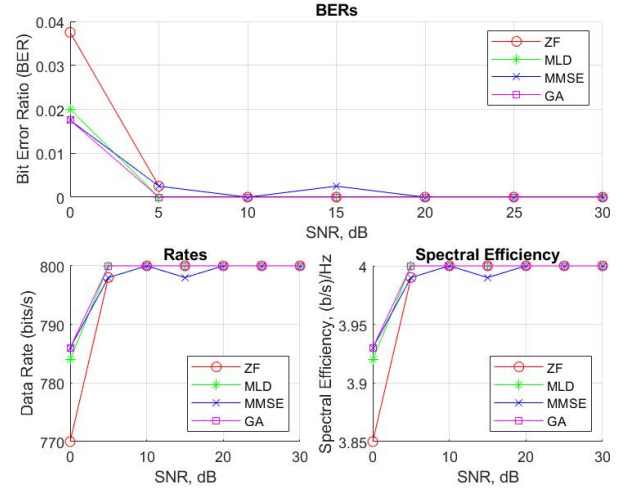 BERs
Bit Error Ratio (BER)
0.04
0.03
0.02
0.01
0
0 5 10 15 20 25 30
SNR, dB
ZF
MLD
MMSE
GA
Rates
Data Rate (bits/s)
800
790
780
770
0 10 20 30
SNR, dB
ZF
MLD
MMSE
GA
Spectral Efficiency
Spectral Efficiency, (b/s)/Hz
4
3.95
3.9
3.85
0 10 20 30
SNR, dB
ZF
MLD
MMSE
GA